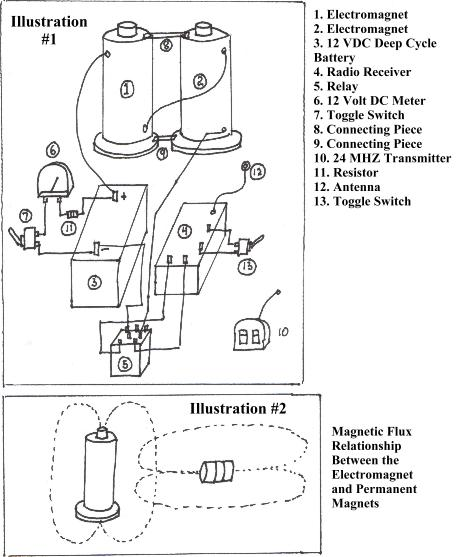 Illustration
#1
1. Electromagnet
2. Electromagnet
3. 12 VDC Deep Cycle
Battery
4. Radio Receiver
5. Relay
6. 12 Volt DC Meter
7. Toggle Switch
8. Connecting Piece
9. Connecting Piece
10. 24 MHZ Transmitter
11. Resistor
12. Antenna
13. Toggle Switch
8
1
2
9
6
12
+
7
11
4
-
13
3
10
5
Illustration #2
Magnetic Flux
Relationship
Between the
Electromagnet
and Permanent
Magnets